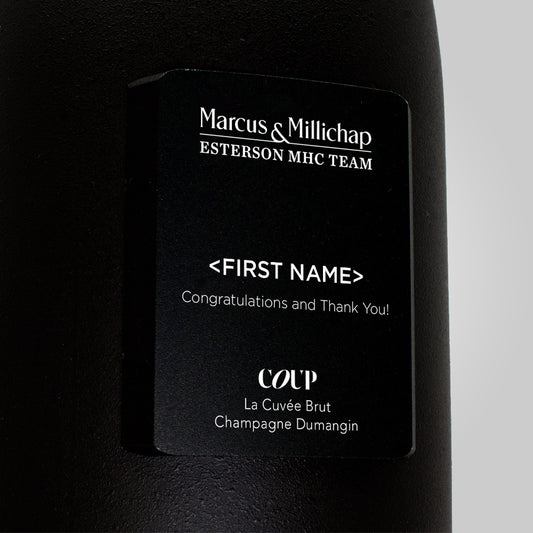 Marcus & Millichap
ESTERSON MHC TEAM
<FIRST NAME>
Congratulations and Thank You!
COUP
La Cuvée Brut
Champagne Dumangin